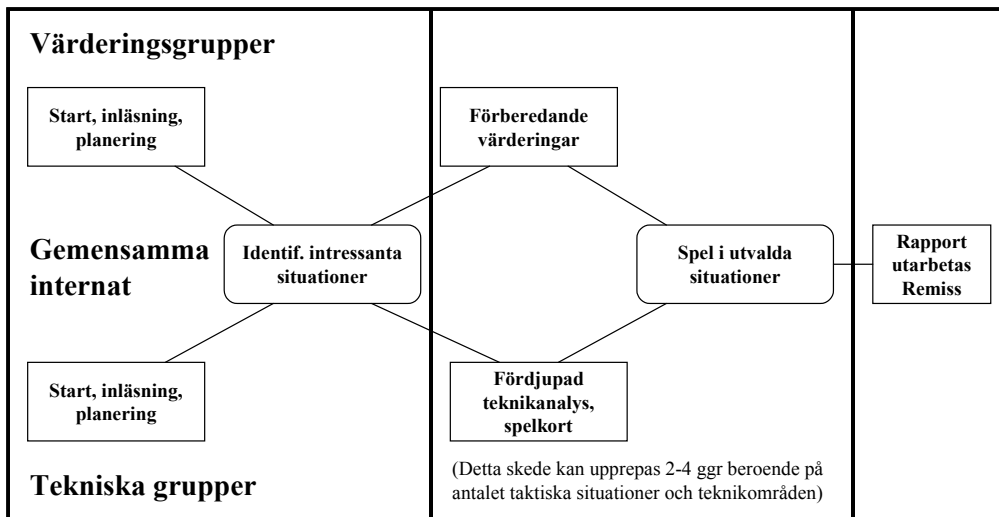 Värderingsgrupper
Start, inläsning,
planering
Förberedande
värderingar
Gemensamma
internat
Identif. intressanta
situationer
Spel i utvalda
situationer
Rapport
utarbetas
Remiss
Start, inläsning,
planering
Fördjupad
teknikanalys,
spelkort
Tekniska grupper
(Detta skede kan upprepas 2-4 ggr beroende på
antalet taktiska situationer och teknikområden)